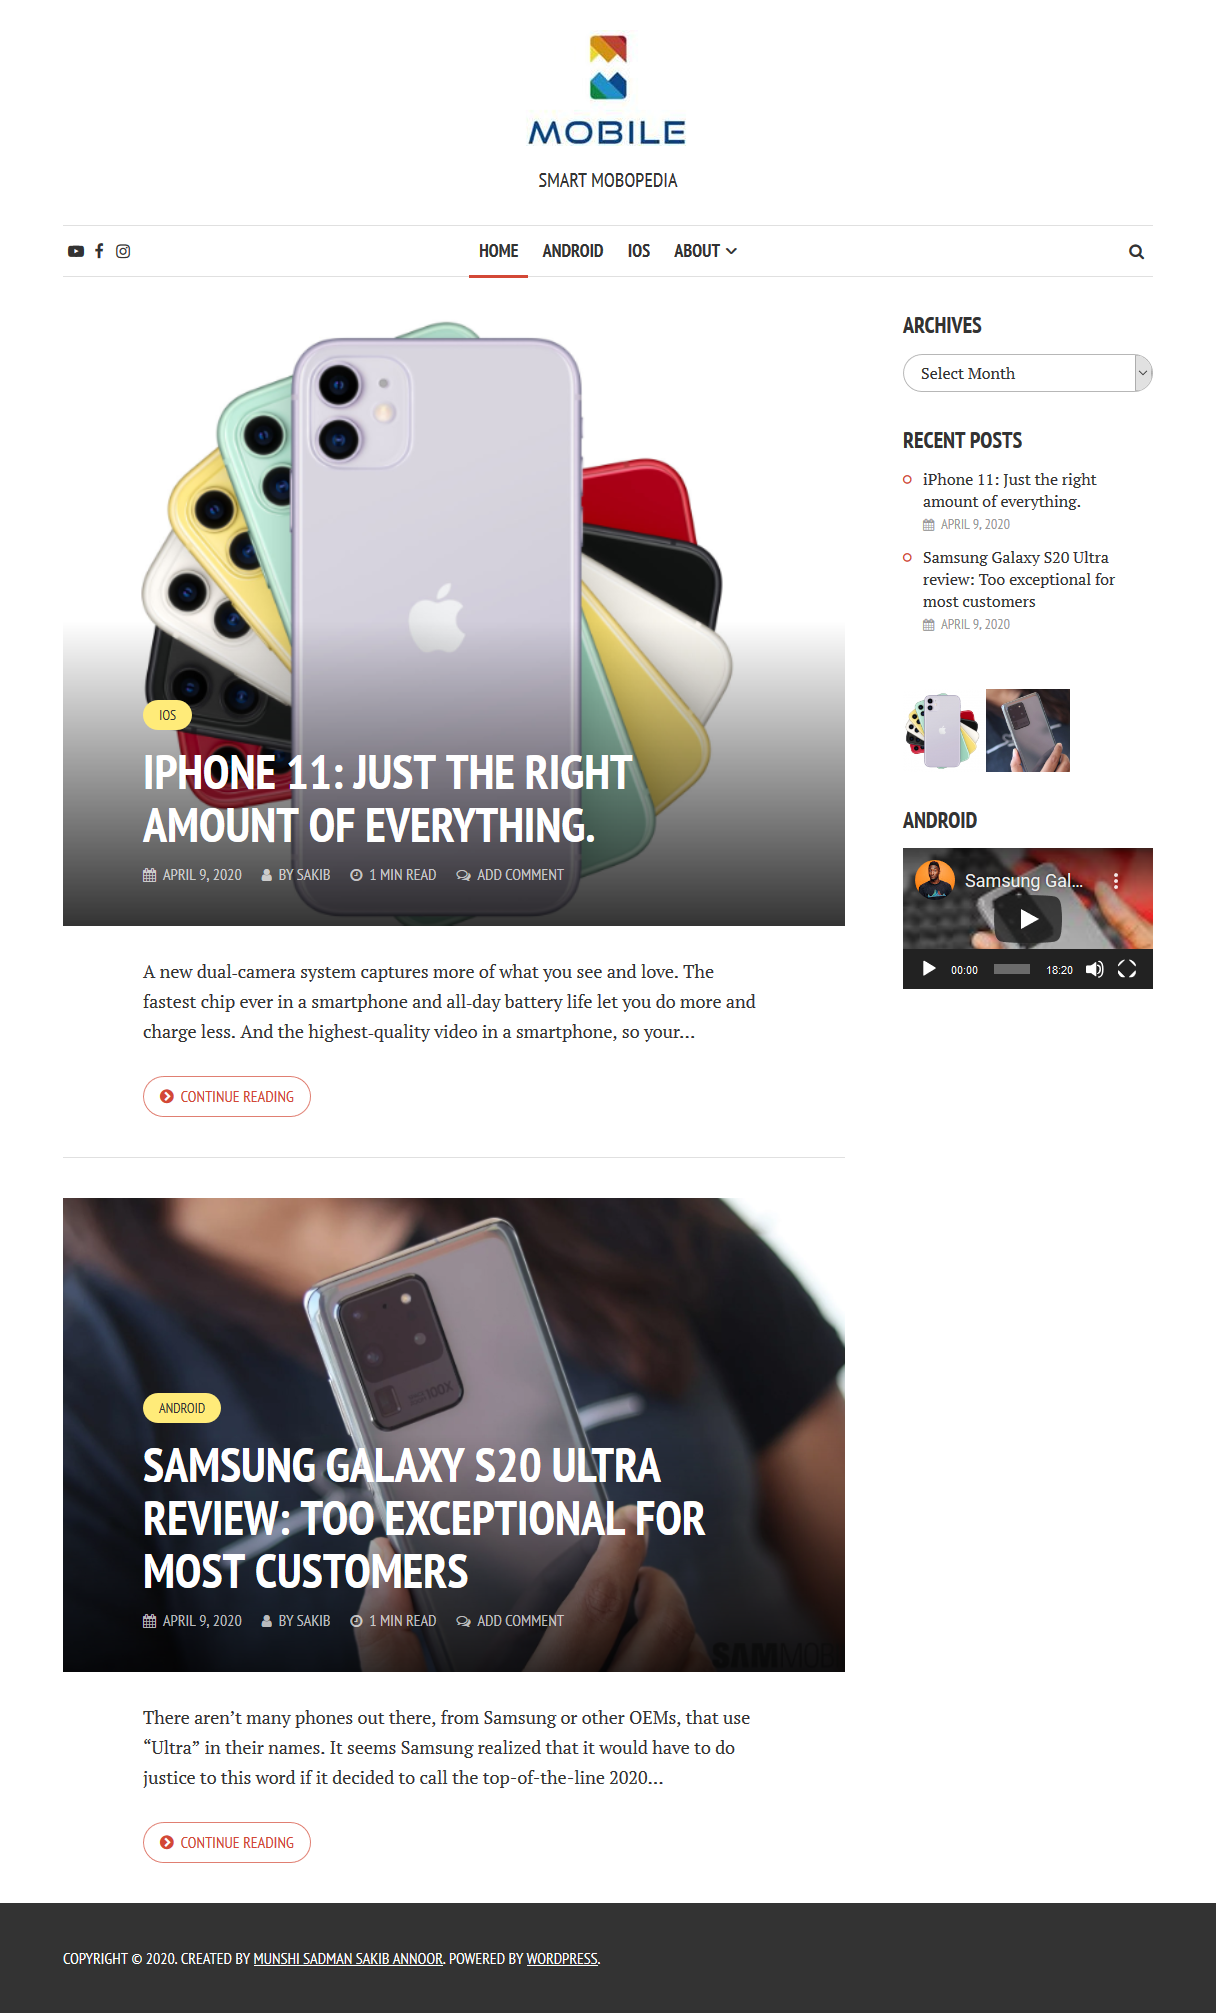 MOBILE
SMART MOBOPEDIA
HOME ANDROID IOS ABOUT
IOS
IPHONE 11: JUST THE RIGHT
AMOUNT OF EVERYTHING.
APRIL 9, 2020 BY SAKIB 1 MIN READ ADD COMMENT
A new dual-camera system captures more of what you see and love. The
fastest chip ever in a smartphone and all-day battery life let you do more and
charge less. And the highest-quality video in a smartphone, so your...
CONTINUE READING
100X
ANDROID
SAMSUNG GALAXY S20 ULTRA
REVIEW: TOO EXCEPTIONAL FOR
MOST CUSTOMERS
APRIL 9, 2020 BY SAKIB 1 MIN READ ADD COMMENT
SAMMOB
There aren’t many phones out there, from Samsung or other OEMs, that use
“Ultra” in their names. It seems Samsung realized that it would have to do
justice to this word if it decided to call the top-of-the-line 2020...
CONTINUE READING
ARCHIVES
Select Month
RECENT POSTS
iPhone 11: Just the right
amount of everything.
APRIL 9, 2020
Samsung Galaxy S20 Ultra
review: Too exceptional for
most customers
APRIL 9, 2020
ANDROID
Samsung Gal...
00:00 18:20
COPYRIGHT © 2020. CREATED BY MUNSHI SADMAN SAKIB ANNOOR. POWERED BY WORDPRESS.